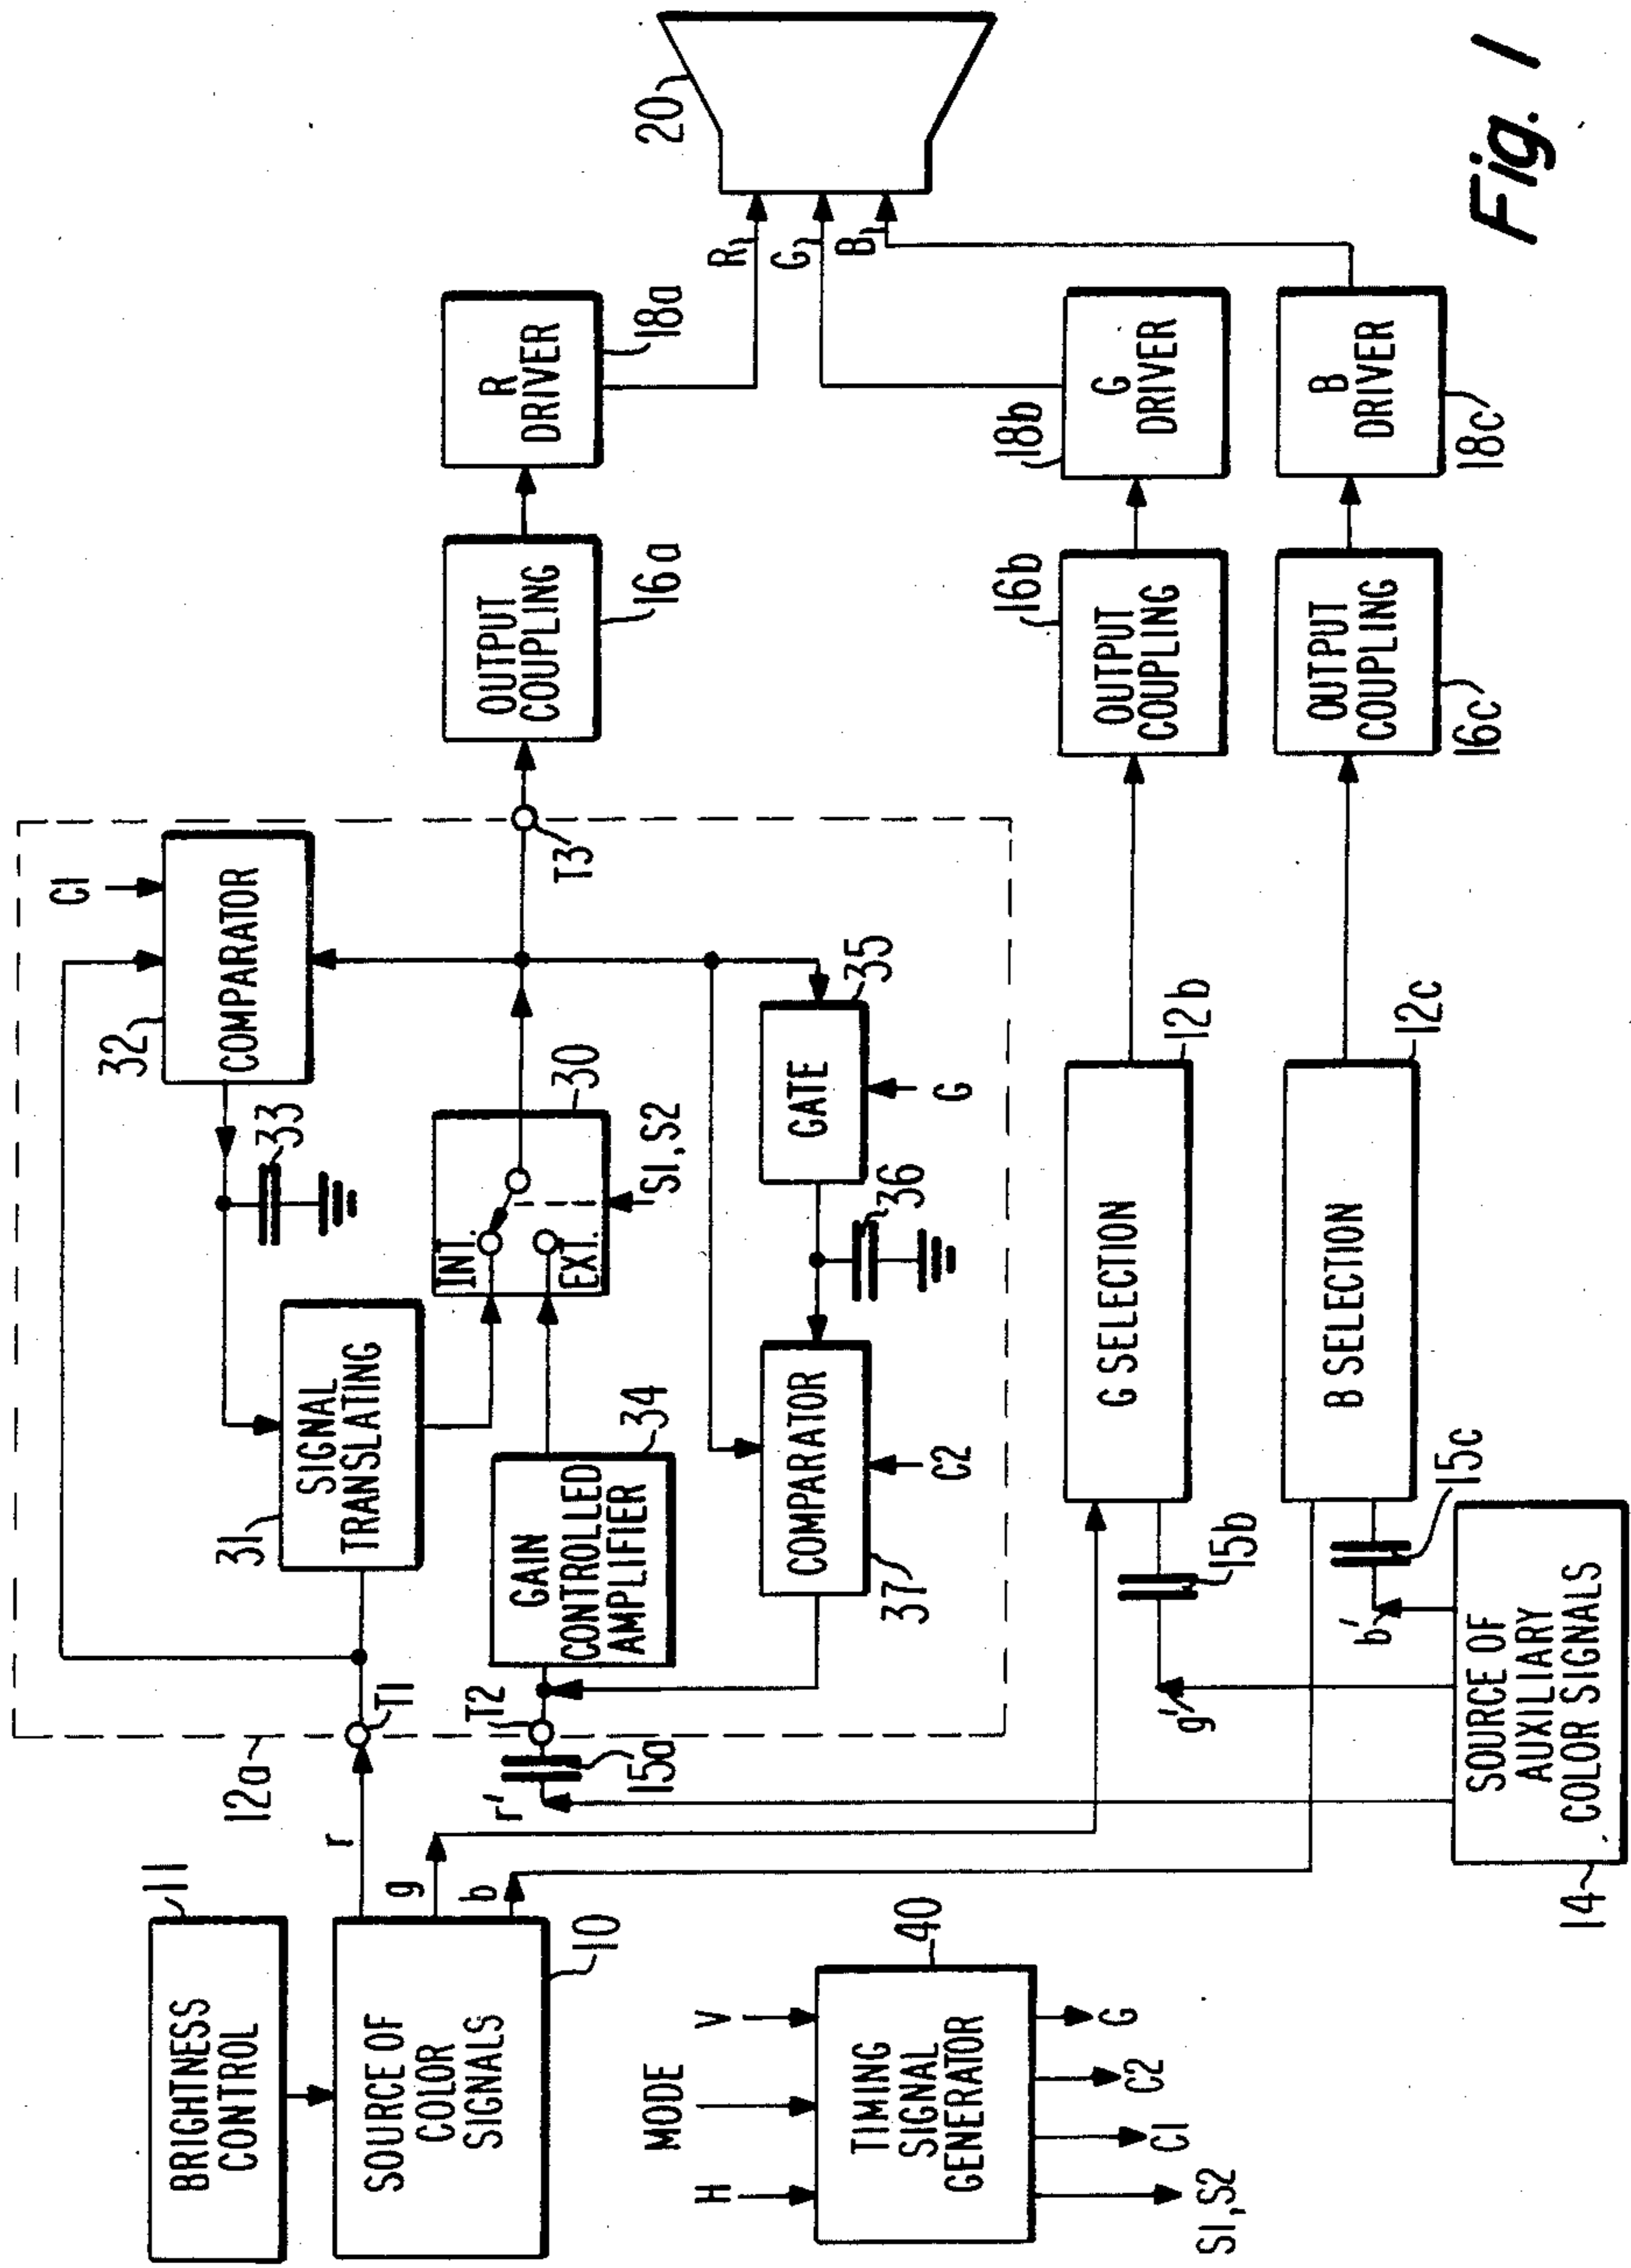 BRIGHTNESS
CONTROL
11
SOURCE OF
COLOR
SIGNALS
10
r
g
b
12a
T1
T2
r'
15a
31
SIGNAL
TRANSLATING
33
32
COMPARATOR
C1
INT.
EXT.
30
S1,S2
GAIN
CONTROLLED
AMPLIFIER
34
COMPARATOR
37
C2
36
GATE
35
G
T3
OUTPUT
COUPLING
16a
R
DRIVER
18a
R
G
B
20
MODE
H
V
TIMING
SIGNAL
GENERATOR
40
S1,S2
C1
C2
G
G SELECTION
12b
15b
g'
OUTPUT
COUPLING
16b
G
DRIVER
18b
B SELECTION
12c
15c
b'
OUTPUT
COUPLING
16c
B
DRIVER
18c
SOURCE OF
AUXILIARY
COLOR SIGNALS
14
Fig. 1